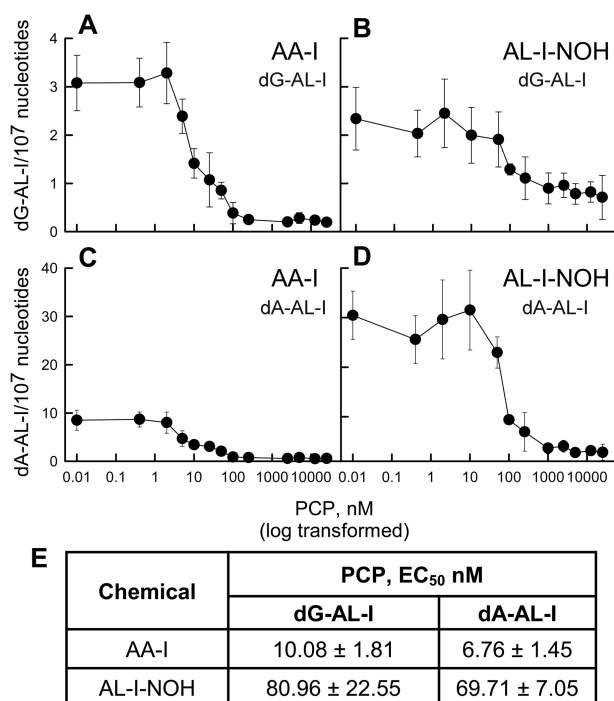 A
AA-I
dG-AL-I
B
AL-I-NOH
dG-AL-I
dG-AL-I/10⁷ nucleotides
4
3
2
1
0
C
AA-I
dA-AL-I
D
AL-I-NOH
dA-AL-I
dA-AL-I/10⁷ nucleotides
40
30
20
10
0
0.01 0.1 1 10 100 1000 10000
0.01 0.1 1 10 100 1000 10000
PCP, nM
(log transformed)
E
Chemical
PCP, EC₅₀ nM
dG-AL-I dA-AL-I
AA-I 10.08 ± 1.81 6.76 ± 1.45
AL-I-NOH 80.96 ± 22.55 69.71 ± 7.05